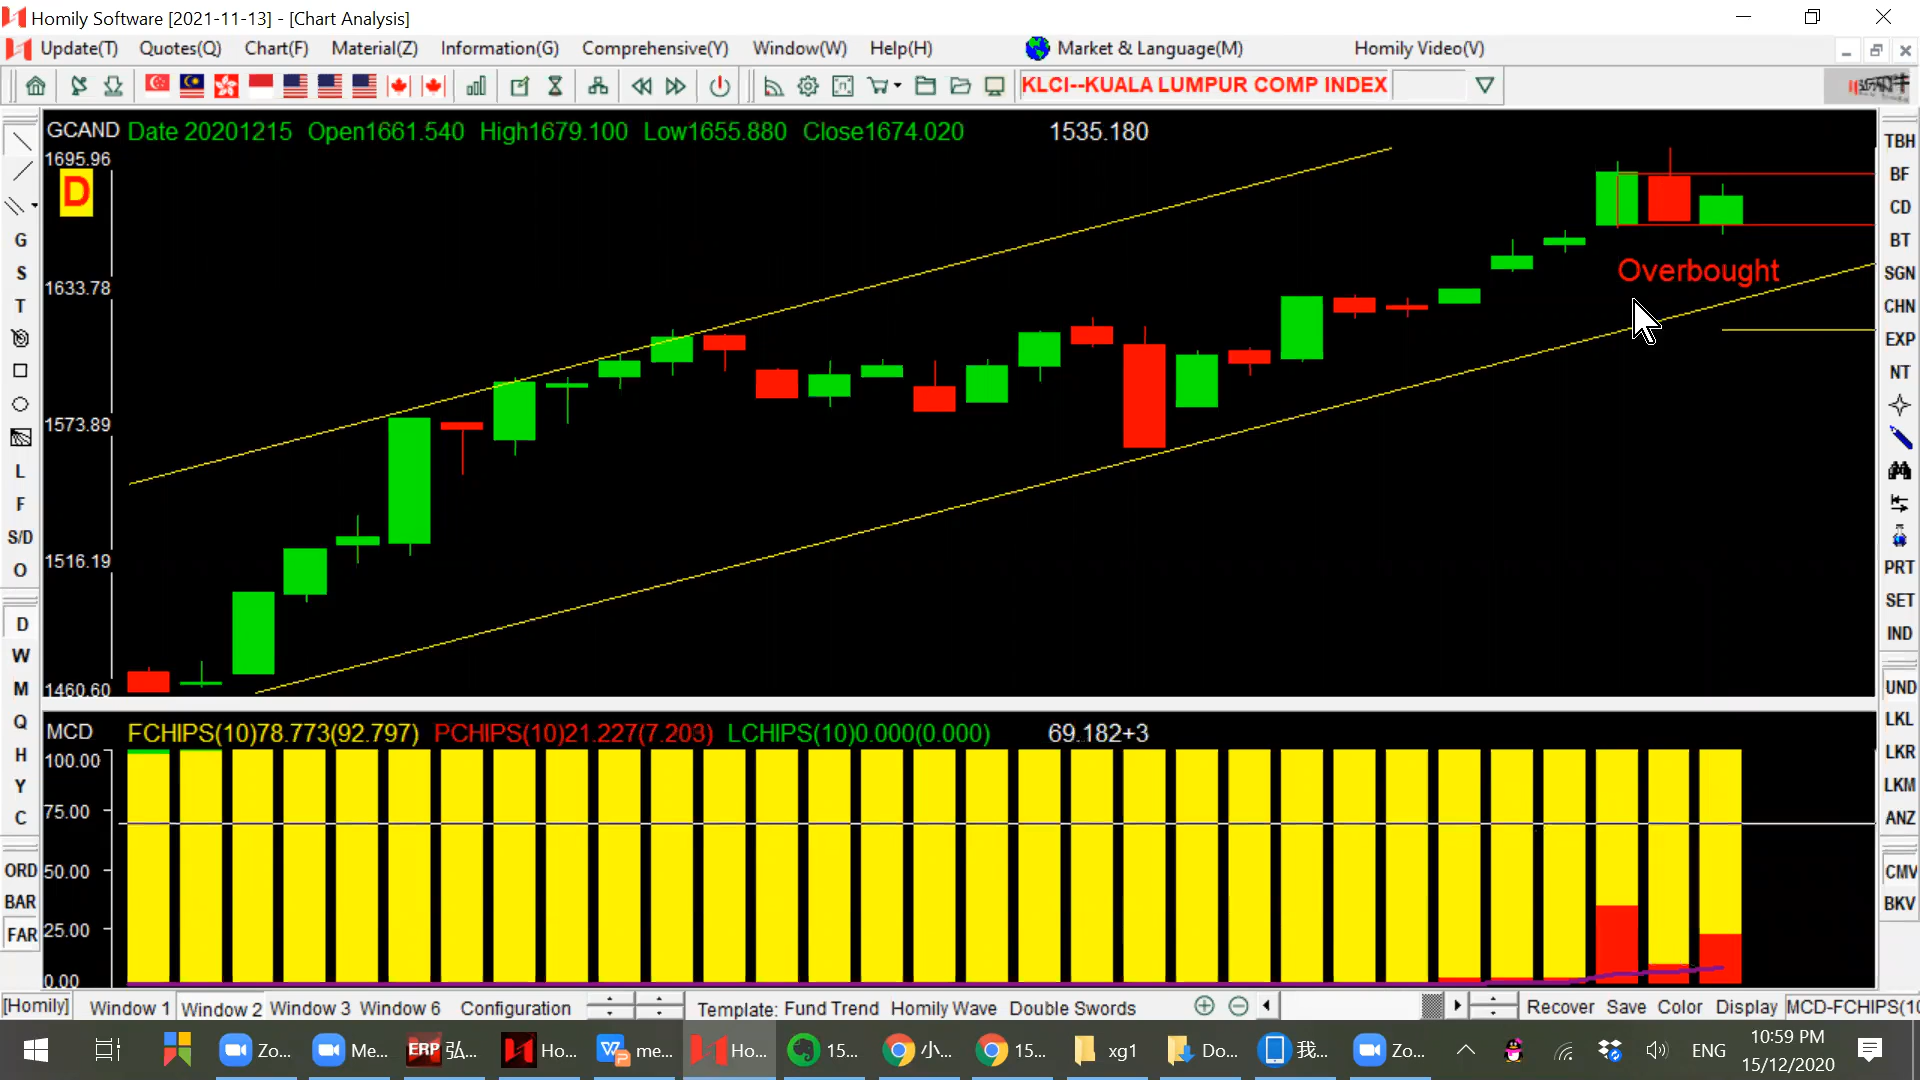 Homily Software [2021-11-13] - [Chart Analysis]
Update(T) Quotes(Q) Chart(F) Material(Z) Information(G) Comprehensive(Y) Window(W) Help(H) Market & Language(M) Homily Video(V)
KLCI--KUALA LUMPUR COMP INDEX
GCAND Date 20201215 Open1661.540 High1679.100 Low1655.880 Close1674.020 1535.180
1695.96
D
1633.78
1573.89
1516.19
1460.60
Overbought
MCD FCHIPS(10)78.773(92.797) PCHIPS(10)21.227(7.203) LCHIPS(10)0.000(0.000) 69.182+3
100.00
75.00
50.00
25.00
0.00
G
S
T
L
F
S/D
O
D
W
M
Q
H
Y
C
ORD
BAR
FAR
TBH
BF
CD
BT
SGN
CHN
EXP
NT
PRT
SET
IND
UND
LKL
LKR
LKM
ANZ
CMV
BKV
[Homily] Window 1 Window 2 Window 3 Window 6 Configuration Template: Fund Trend Homily Wave Double Swords Recover Save Color Display MCD-FCHIPS(10
Zo... Me... ERP 弘... Ho... me... Ho... 15... 小... 15... xg1 Do... 我... Zo... ENG 10:59 PM
15/12/2020